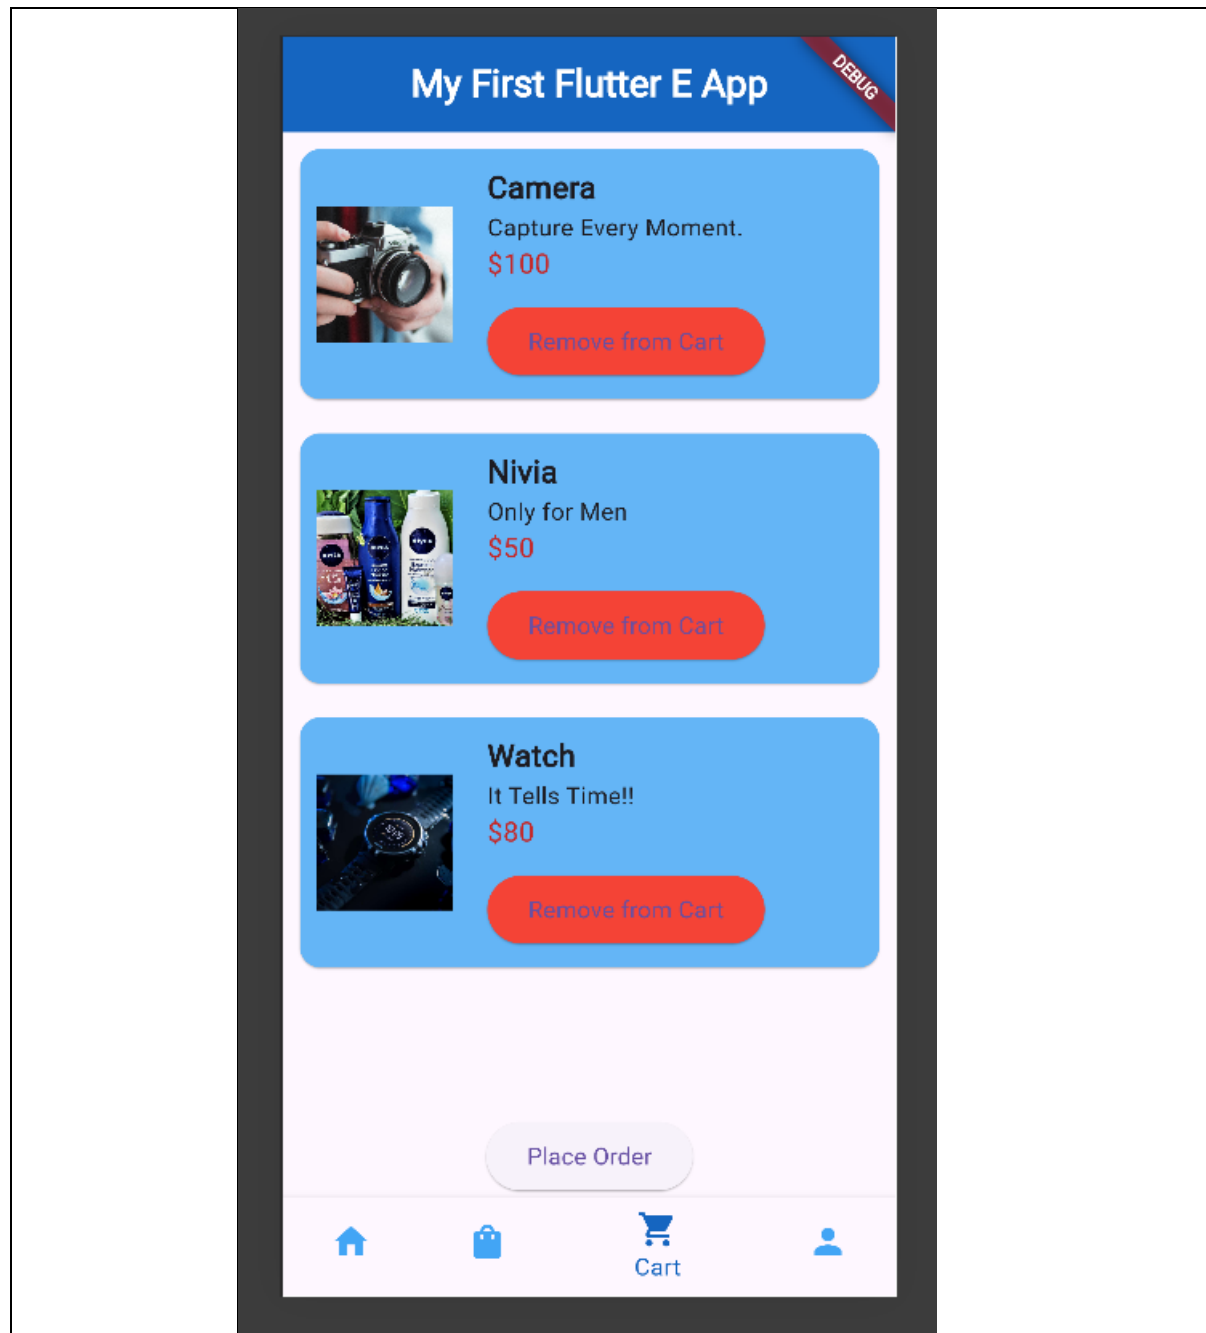 My First Flutter E App
DEBUG
Camera
Capture Every Moment.
$100
Remove from Cart
Nivia
Only for Men
$50
Remove from Cart
Watch
It Tells Time!!
$80
Remove from Cart
Place Order
Cart